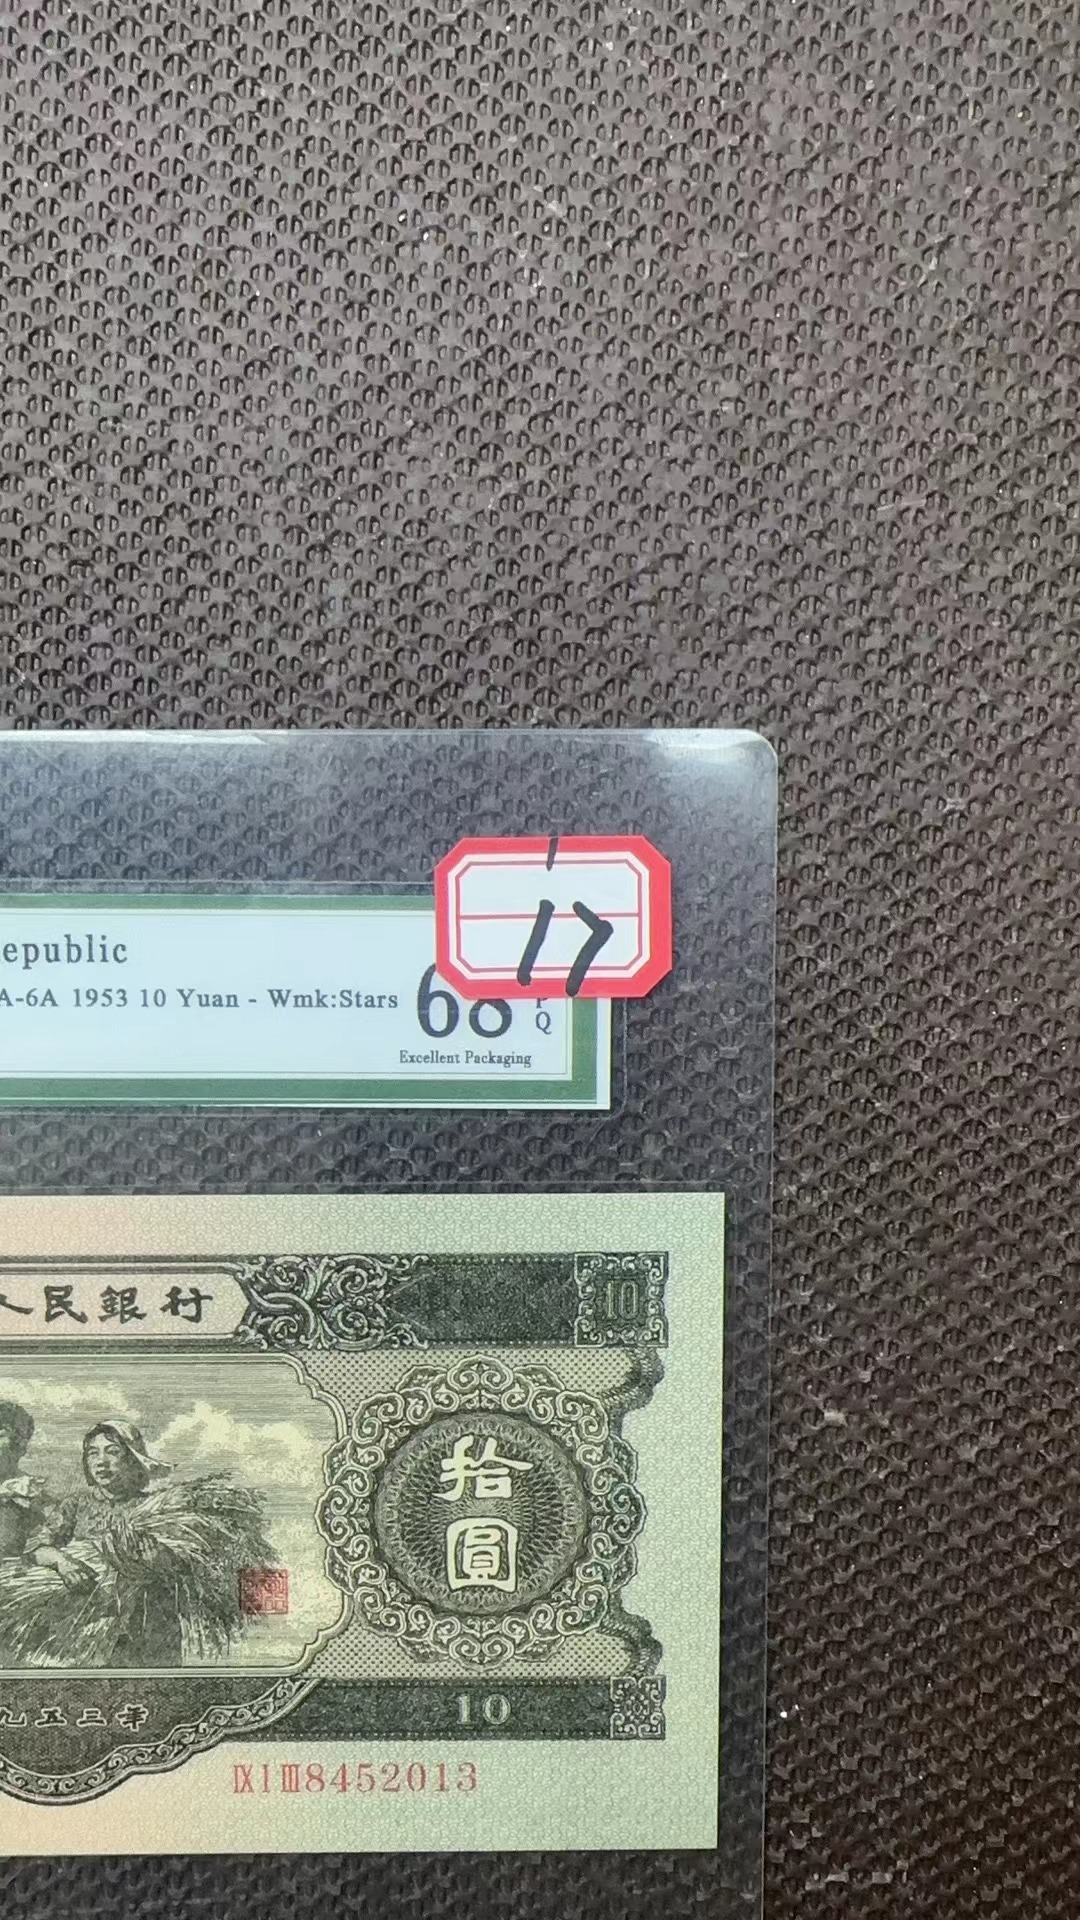 17
epublic
A-6A 1953 10 Yuan - Wmk:Stars
68
P
Q
Excellent Packaging
人民銀行
10
拾
圓
九五三年
10
IX I III 8452013